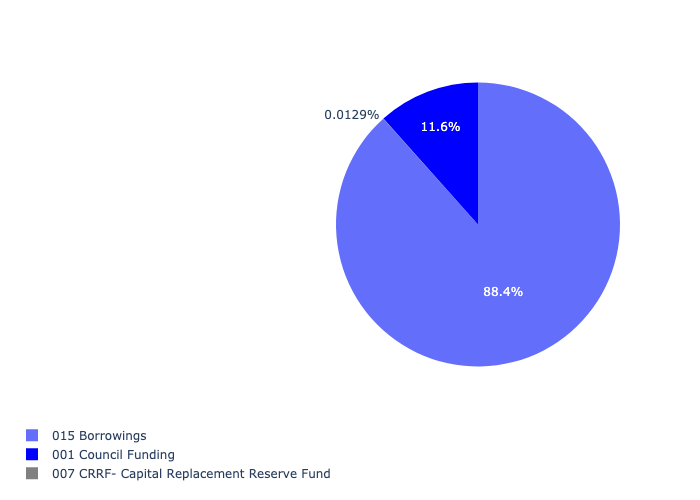 0.0129%
11.6%
88.4%
015 Borrowings
001 Council Funding
007 CRRF- Capital Replacement Reserve Fund